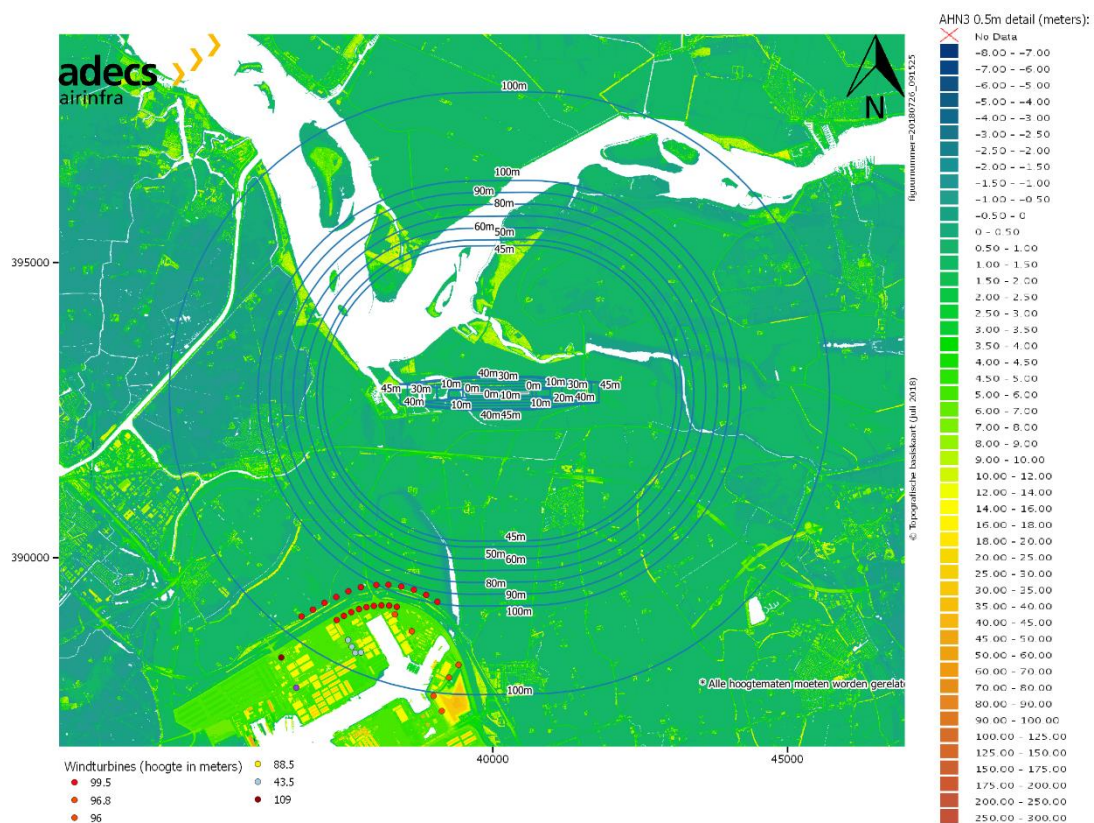 adecs
airinfra
N
100m
100m
90m
80m
60m
50m
45m
40m 30m
45m 30m 10m 0m 0m 10m 30m 45m
0m 10m 20m 40m
40m 10m 10m
40m 45m
45m
50m
60m
80m
90m
100m
100m
395000
390000
40000
45000
* Alle hoogtematen moeten worden gerelate
figuurnummer=20180726_091525
© Topografische basiskaart (juli 2018)
Windturbines (hoogte in meters)
99.5
96.8
96
88.5
43.5
109
AHN3 0.5m detail (meters):
No Data
-8.00 - -7.00
-7.00 - -6.00
-5.00 - -4.00
-4.00 - -3.00
-3.00 - -2.50
-2.50 - -2.00
-2.00 - -1.50
-1.50 - -1.00
-1.00 - -0.50
-0.50 - 0
0 - 0.50
0.50 - 1.00
1.00 - 1.50
1.50 - 2.00
2.00 - 2.50
2.50 - 3.00
3.00 - 3.50
3.50 - 4.00
4.00 - 4.50
4.50 - 5.00
5.00 - 6.00
6.00 - 7.00
7.00 - 8.00
8.00 - 9.00
9.00 - 10.00
10.00 - 12.00
12.00 - 14.00
14.00 - 16.00
16.00 - 18.00
18.00 - 20.00
20.00 - 25.00
25.00 - 30.00
30.00 - 35.00
35.00 - 40.00
40.00 - 45.00
45.00 - 50.00
50.00 - 60.00
60.00 - 70.00
70.00 - 80.00
80.00 - 90.00
90.00 - 100.00
100.00 - 125.00
125.00 - 150.00
150.00 - 175.00
175.00 - 200.00
200.00 - 250.00
250.00 - 300.00